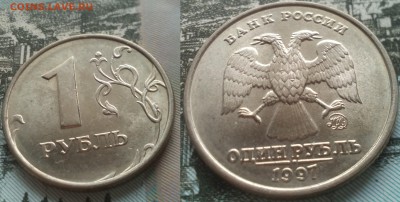 COINS.LAVE.RU
1
РУБЛЬ
БАНК РОССИИ
ОДИН РУБЛЬ
1997